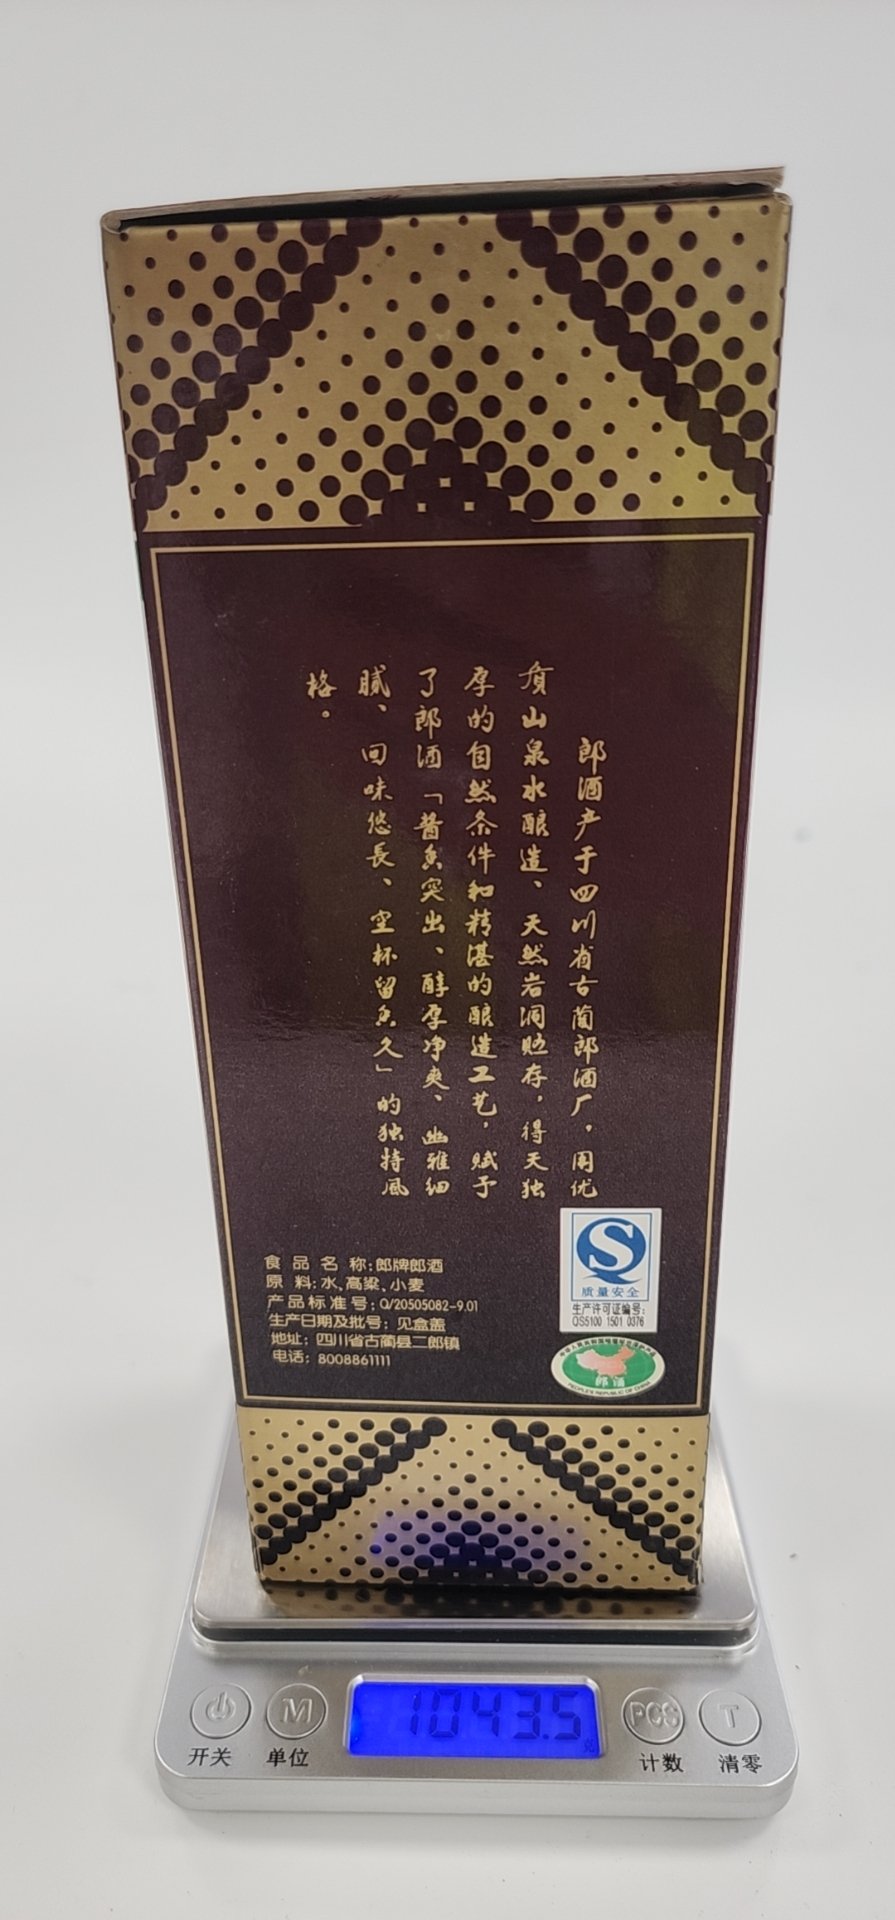 郎酒产于四川省古蔺郎酒厂，用优
质山泉水酿造、天然岩洞贮存，得天独
厚的自然条件和精湛的酿造工艺，赋予
了郎酒「酱香突出、醇厚净爽、幽雅细
腻、回味悠長、空杯留香久」的独特风
格。
食品名称:郎牌郎酒
原料:水、高粱、小麦
产品标准号:Q/20505082-9.01
生产日期及批号:见盒盖
地址:四川省古蔺县二郎镇
电话:8008861111
质量安全
生产许可证编号:
QS5100 1501 0376
郎酒
PEOPLE'S REPUBLIC OF CHINA
1043.5
M
PCS
T
开关
单位
计数
清零